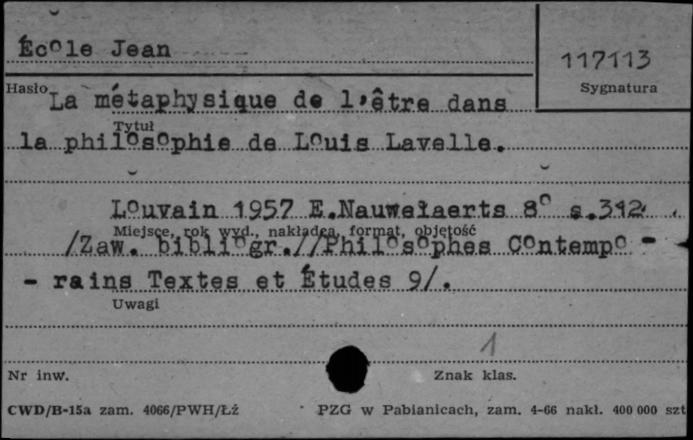 École Jean
117113
Hasło
Sygnatura
La métaphysique de l'être dans
Tytuł
la philosophie de Louis Lavelle.
Louvain 1957 E.Nauwelaerts 8° s.312
Miejsce, rok wyd., nakładca, format, objętość
/Zaw. bibliogr.//Philosophes Contempo -
- rains Textes et Études 9/.
Uwagi
1
Nr inw.
Znak klas.
CWD/B-15a zam. 4066/PWH/Łź
PZG w Pabianicach, zam. 4-66 nakł. 400 000 szt